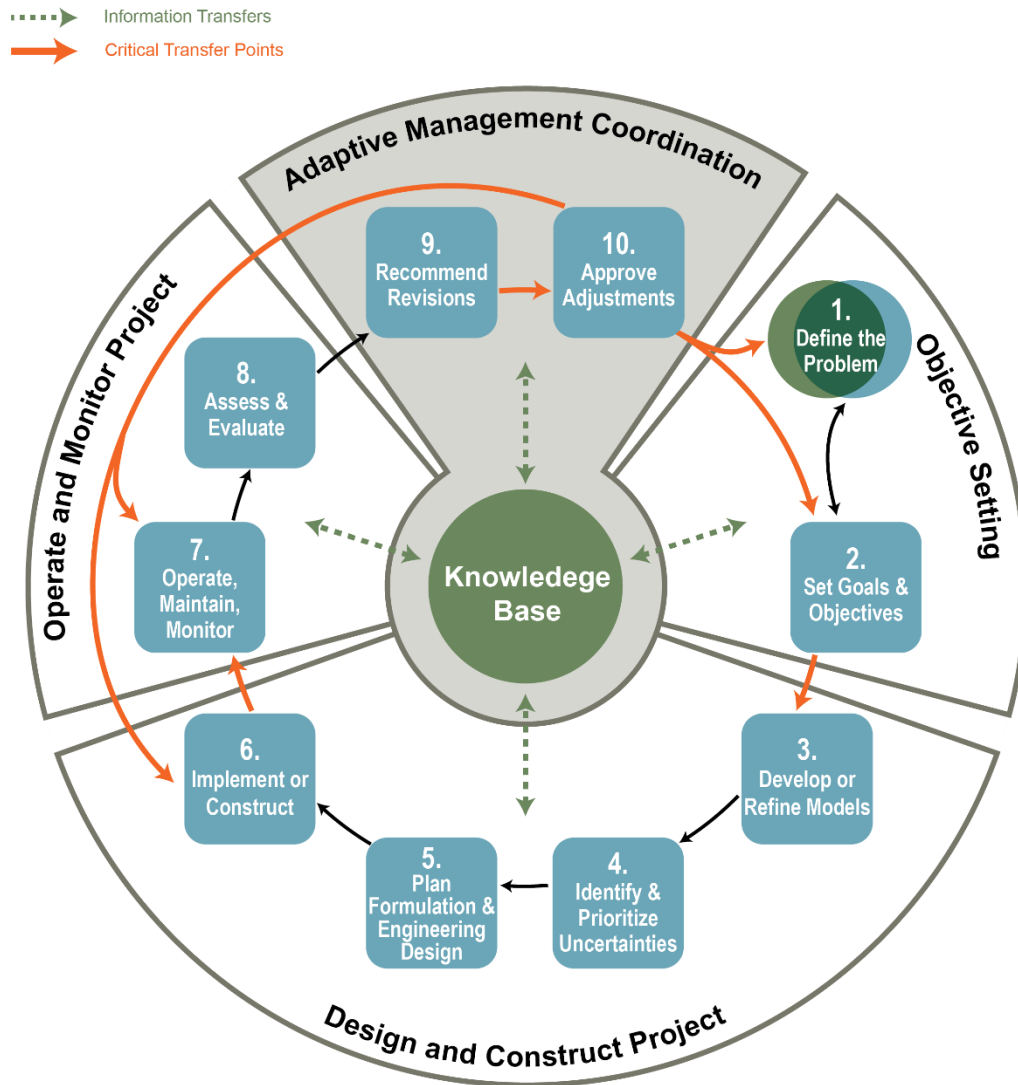 Information Transfers
Critical Transfer Points
Adaptive Management Coordination
9.
Recommend
Revisions
10.
Approve
Adjustments
1.
Define the
Problem
Objective Setting
2.
Set Goals &
Objectives
3.
Develop or
Refine Models
4.
Identify &
Prioritize
Uncertainties
5.
Plan
Formulation &
Engineering
Design
6.
Implement or
Construct
Design and Construct Project
7.
Operate,
Maintain,
Monitor
8.
Assess &
Evaluate
Operate and Monitor Project
Knowledege
Base